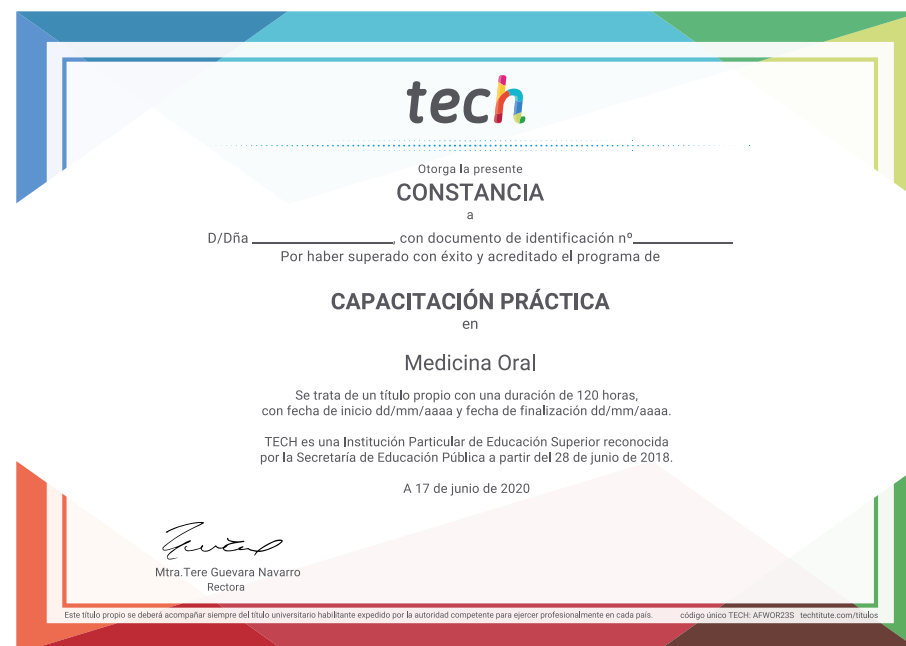 tech
Otorga la presente
CONSTANCIA
a
D/Dña ____________, con documento de identificación nº____________
Por haber superado con éxito y acreditado el programa de
CAPACITACIÓN PRÁCTICA
en
Medicina Oral
Se trata de un título propio con una duración de 120 horas,
con fecha de inicio dd/mm/aaaa y fecha de finalización dd/mm/aaaa.
TECH es una Institución Particular de Educación Superior reconocida
por la Secretaría de Educación Pública a partir del 28 de junio de 2018.
A 17 de junio de 2020
Mtra.Tere Guevara Navarro
Rectora
Este título propio se deberá acompañar siempre del título universitario habilitante expedido por la autoridad competente para ejercer profesionalmente en cada país. código único TECH: AFWOR23S techtitute.com/titulos